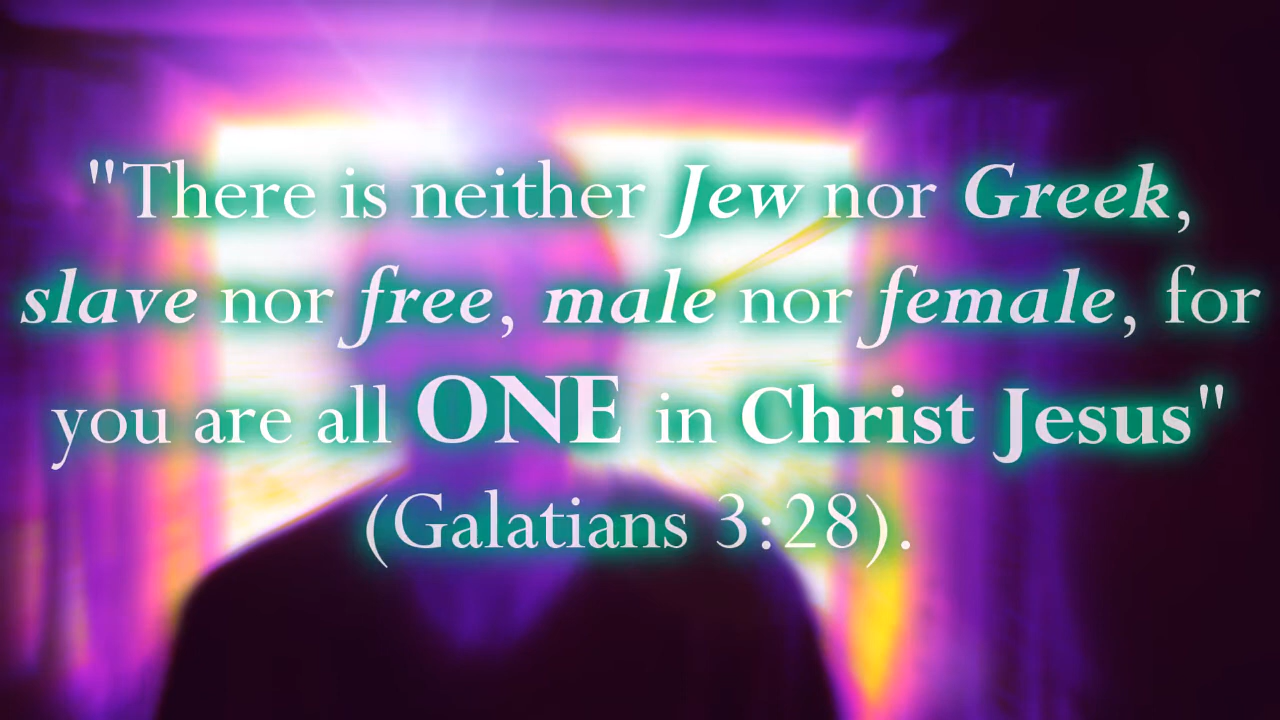 "There is neither Jew nor Greek,
slave nor free, male nor female, for
you are all ONE in Christ Jesus"
(Galatians 3:28).